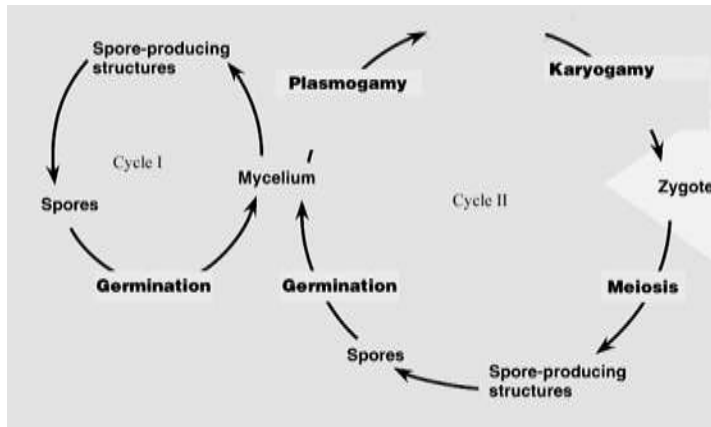 Spore-producing
structures
Plasmogamy
Karyogamy
Cycle I
Mycelium
Zygote
Spores
Cycle II
Germination
Germination
Meiosis
Spores
Spore-producing
structures